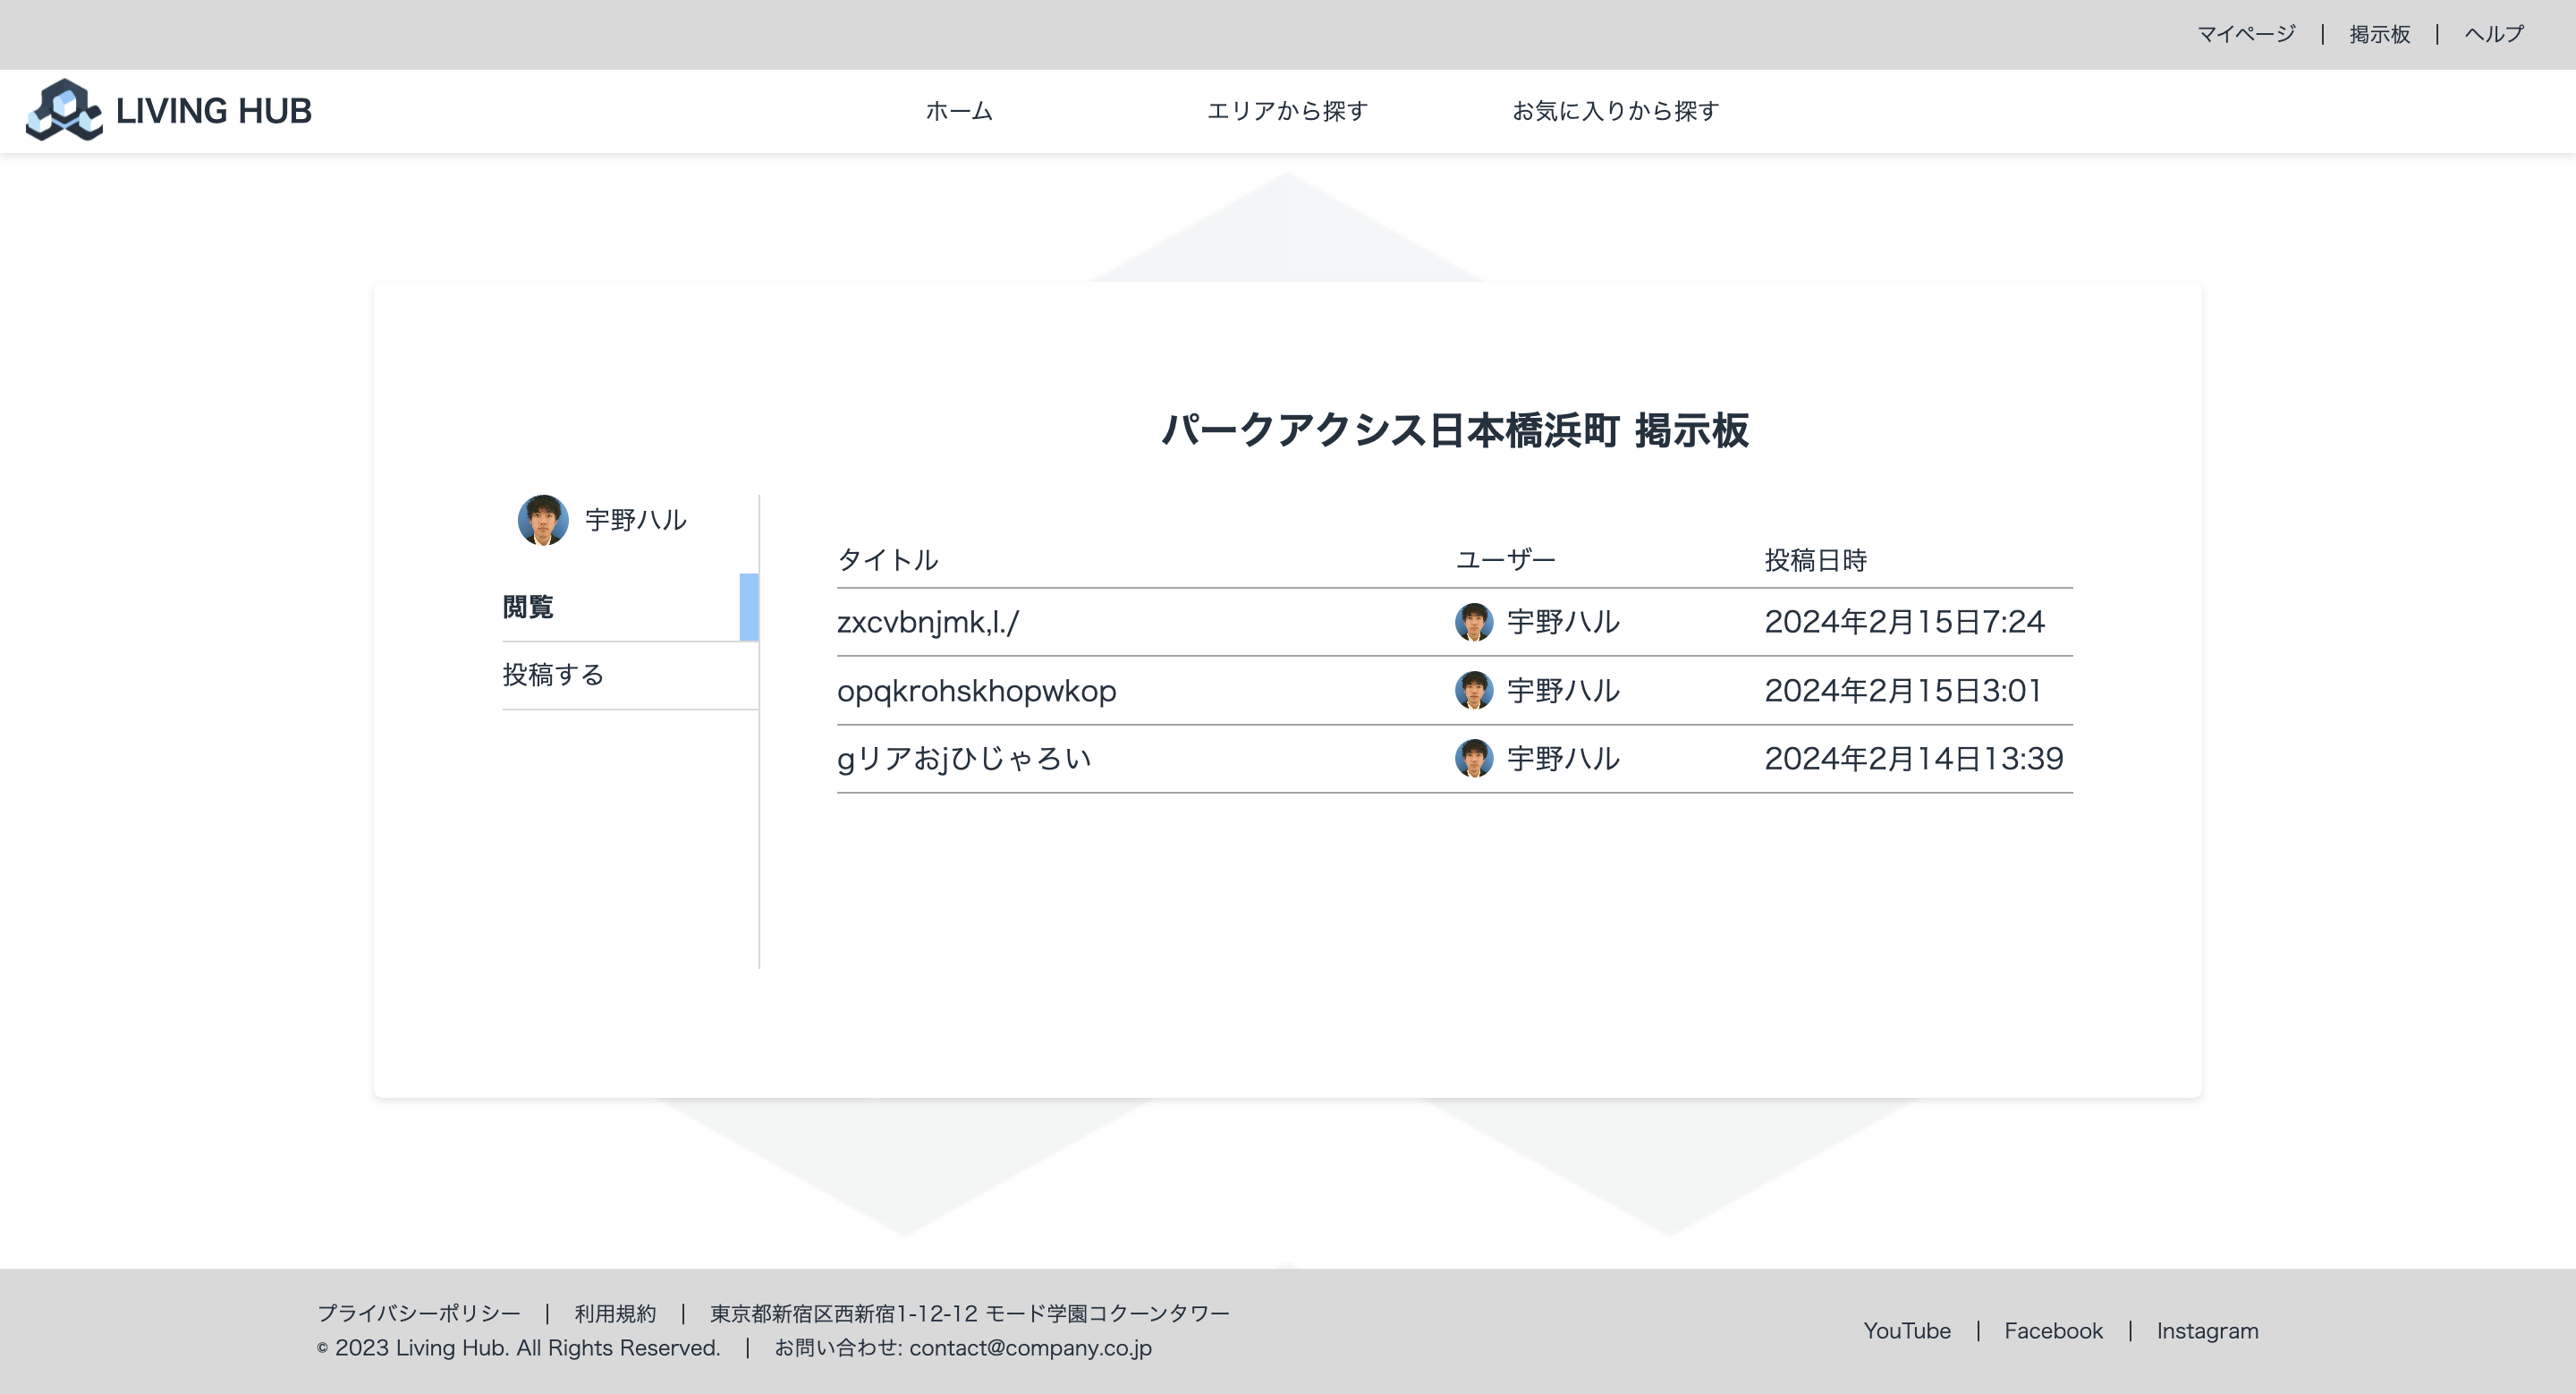 マイページ | 掲示板 | ヘルプ
LIVING HUB
ホーム エリアから探す お気に入りから探す
パークアクシス日本橋浜町 掲示板
宇野ハル
閲覧
投稿する
タイトル ユーザー 投稿日時
zxcvbnjmk,l./ 宇野ハル 2024年2月15日7:24
opqkrohskhopwkop 宇野ハル 2024年2月15日3:01
gリアおjひじゃろい 宇野ハル 2024年2月14日13:39
プライバシーポリシー | 利用規約 | 東京都新宿区西新宿1-12-12 モード学園コクーンタワー
© 2023 Living Hub. All Rights Reserved. | お問い合わせ: contact@company.co.jp
YouTube | Facebook | Instagram